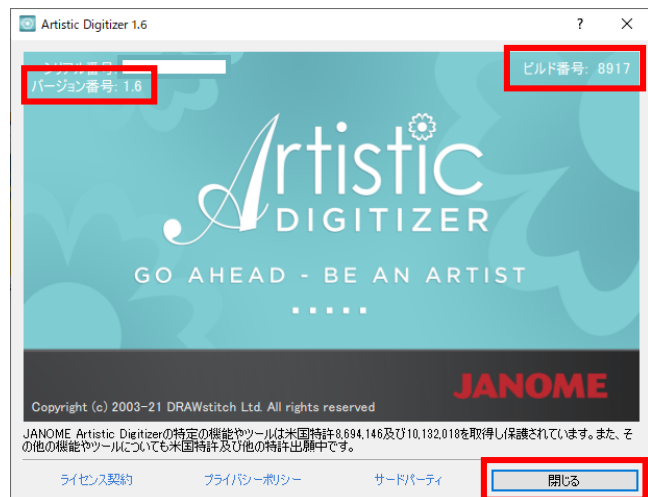 Artistic Digitizer 1.6
シリアル番号:
バージョン番号: 1.6
ビルド番号: 8917
Artistic
DIGITIZER
GO AHEAD - BE AN ARTIST
JANOME
Copyright (c) 2003-21 DRAWstitch Ltd. All rights reserved
JANOME Artistic Digitizerの特定の機能やツールは米国特許8,694,146及び10,132,018を取得し保護されています。また、そ
の他の機能やツールについても米国特許及び他の特許出願中です。
ライセンス契約 プライバシーポリシー サードパーティ 閉じる